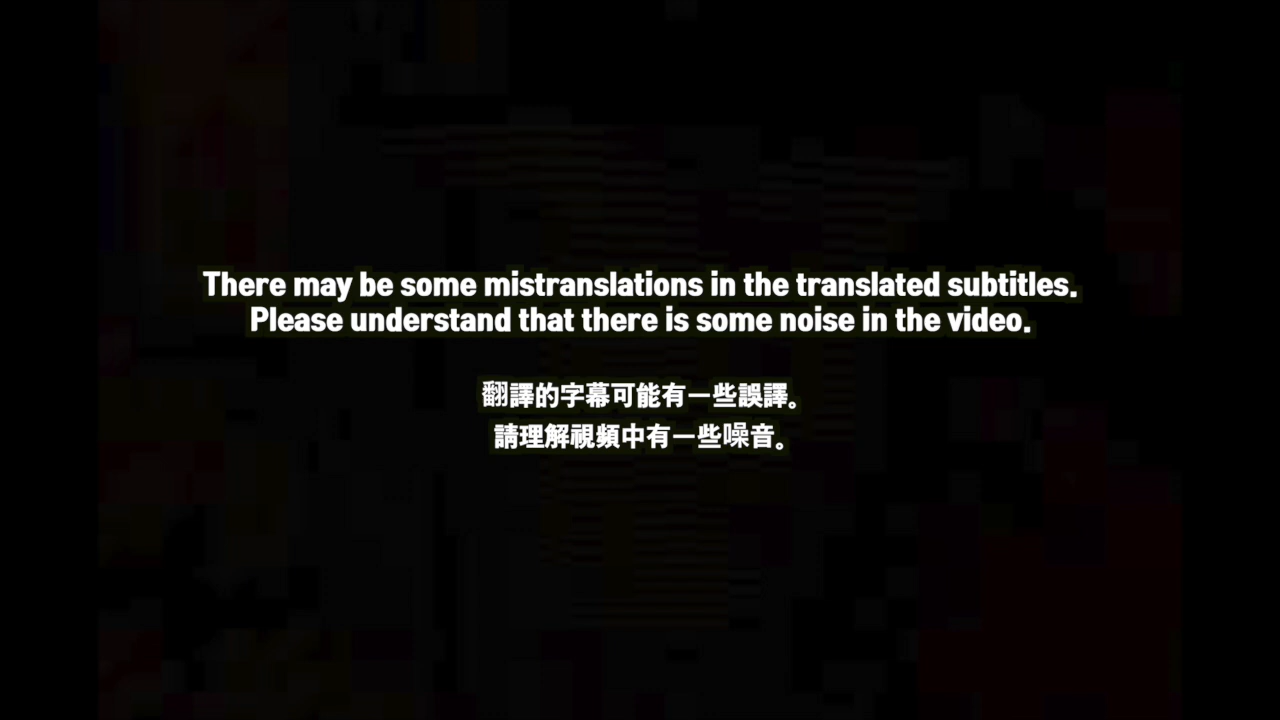 There may be some mistranslations in the translated subtitles.
Please understand that there is some noise in the video.
翻譯的字幕可能有一些誤譯。
請理解視頻中有一些噪音。